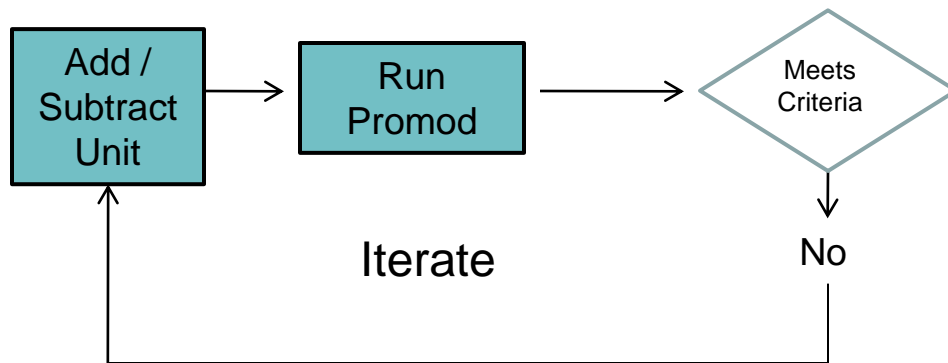 Add /
Subtract
Unit
Run
Promod
Meets
Criteria
Iterate
No